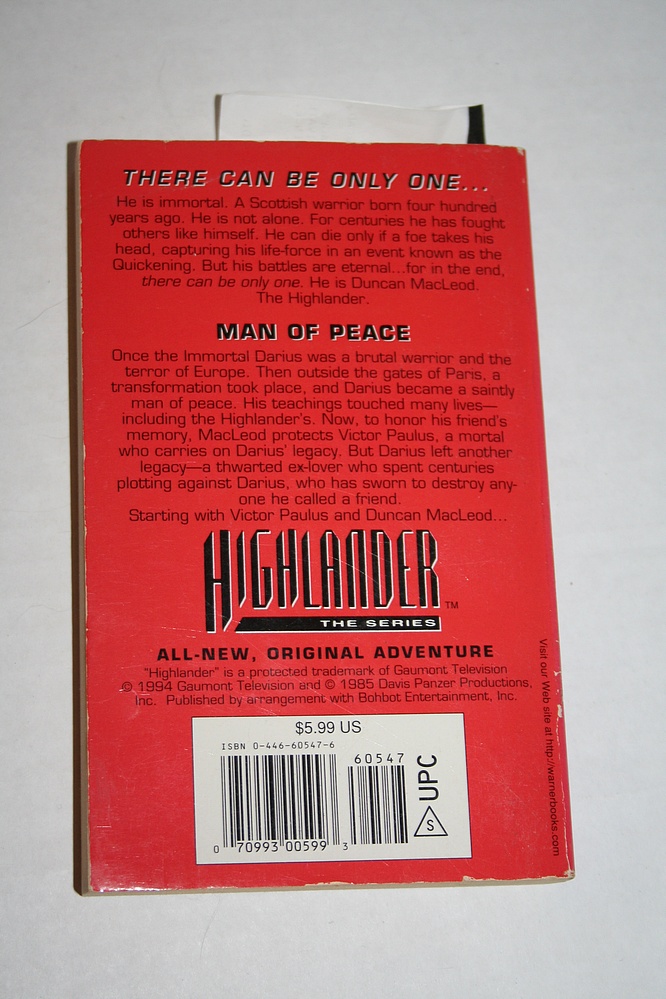 THERE CAN BE ONLY ONE...
He is immortal. A Scottish warrior born four hundred
years ago. He is not alone. For centuries he has fought
others like himself. He can die only if a foe takes his
head, capturing his life-force in an event known as the
Quickening. But his battles are eternal...for in the end,
there can be only one. He is Duncan MacLeod.
The Highlander.
MAN OF PEACE
Once the Immortal Darius was a brutal warrior and the
terror of Europe. Then outside the gates of Paris, a
transformation took place, and Darius became a saintly
man of peace. His teachings touched many lives—
including the Highlander's. Now, to honor his friend's
memory, MacLeod protects Victor Paulus, a mortal
who carries on Darius' legacy. But Darius left another
legacy—a thwarted ex-lover who spent centuries
plotting against Darius, who has sworn to destroy any-
one he called a friend.
Starting with Victor Paulus and Duncan MacLeod...
HIGHLANDER TM
THE SERIES
ALL-NEW, ORIGINAL ADVENTURE
"Highlander" is a protected trademark of Gaumont Television
© 1994 Gaumont Television and © 1985 Davis Panzer Productions,
Inc. Published by arrangement with Bohbot Entertainment, Inc.
$5.99 US
ISBN 0-446-60547-6
60547
0 70993 00599 3
UPC
S
Visit our Web site at http://warnerbooks.com